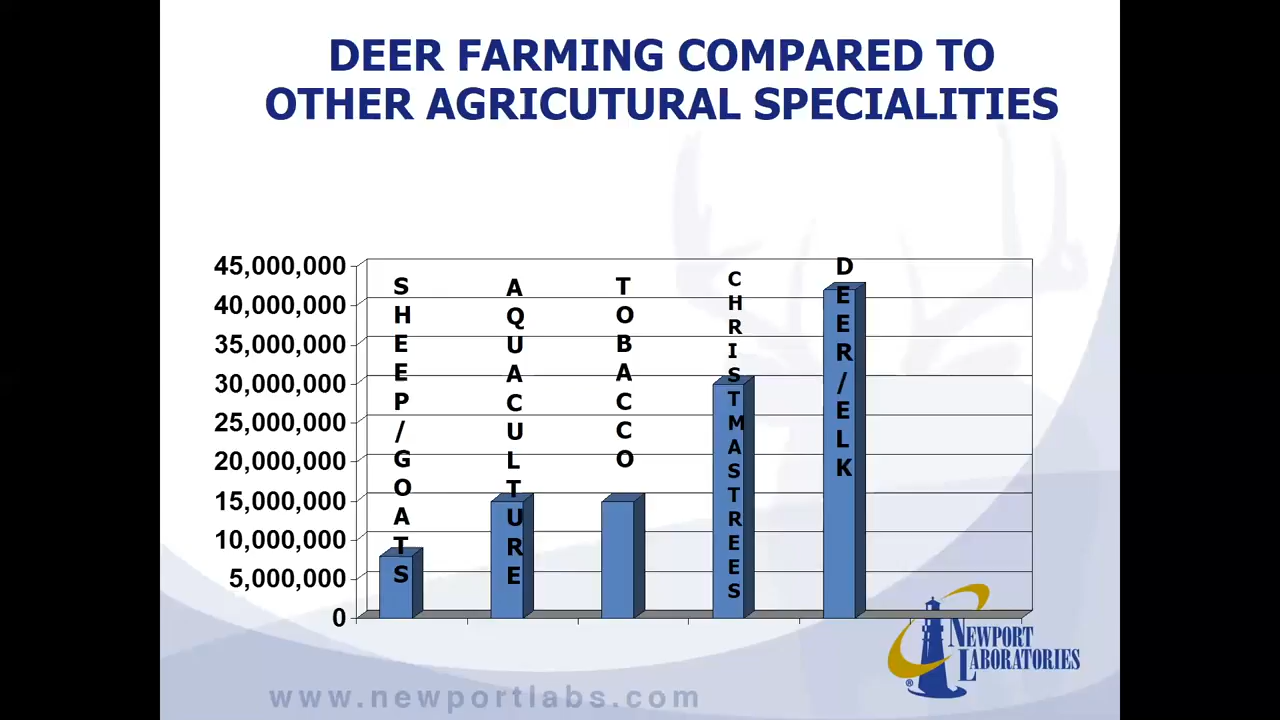 DEER FARMING COMPARED TO
OTHER AGRICUTURAL SPECIALITIES
45,000,000
40,000,000
35,000,000
30,000,000
25,000,000
20,000,000
15,000,000
10,000,000
5,000,000
0
SHEEP/GOATS
AQUACULTURE
TOBACCO
CHRISTMASTREES
DEER/ELK
NEWPORT
LABORATORIES
®
www.newportlabs.com